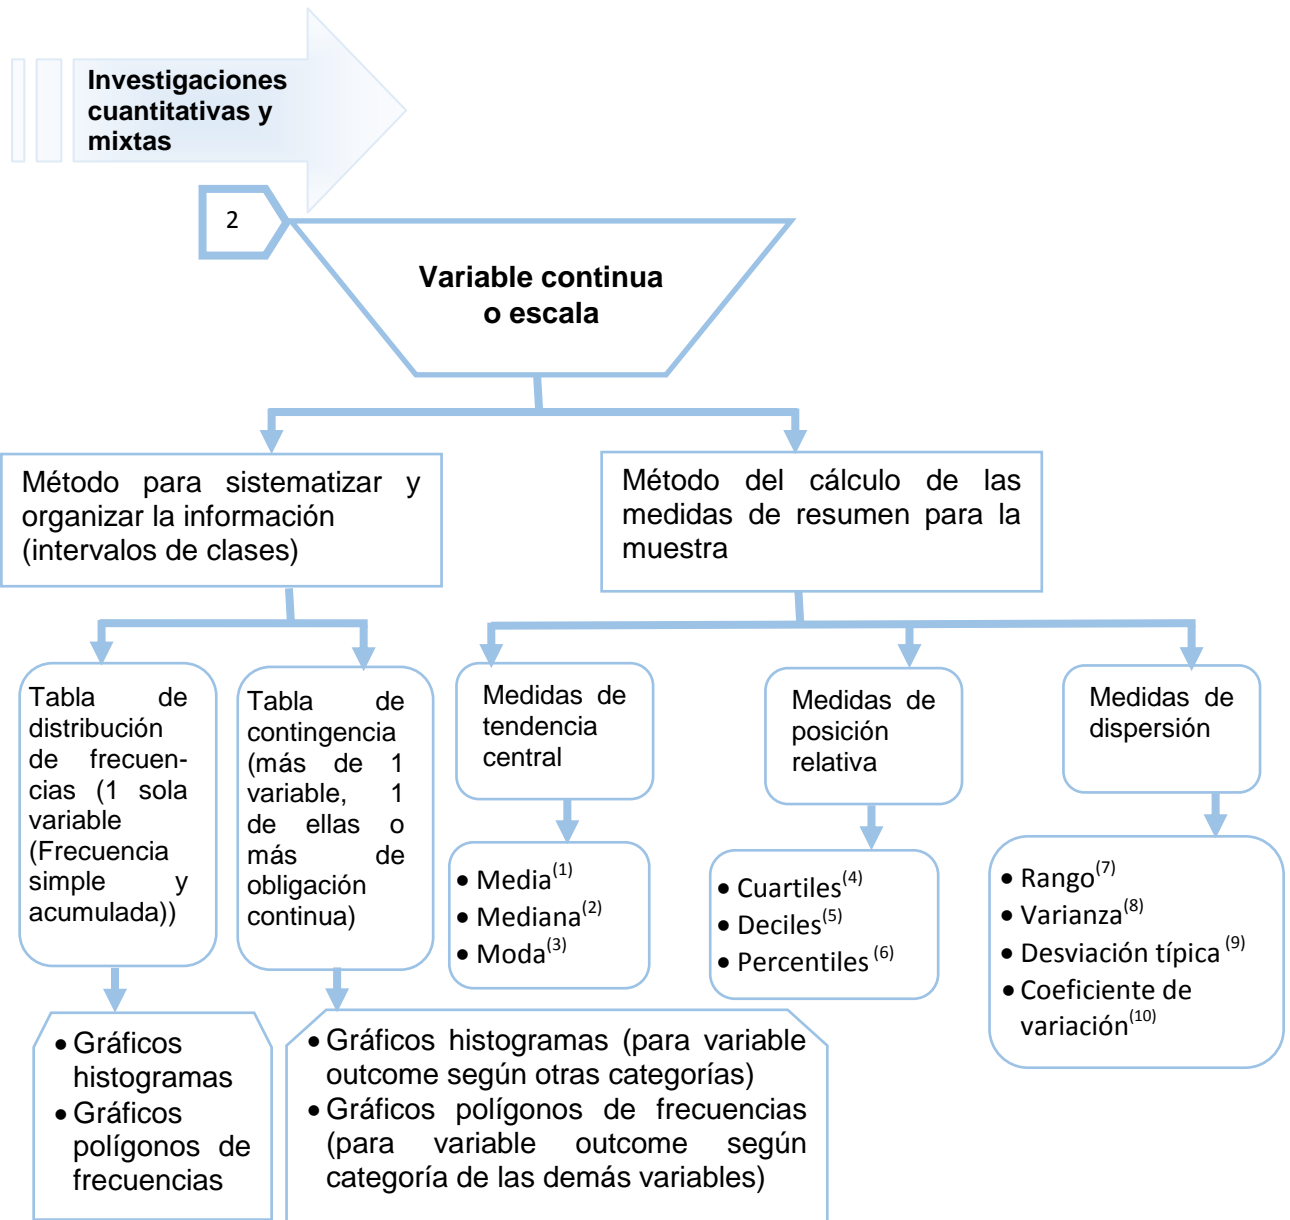 Investigaciones
cuantitativas y
mixtas
2
Variable continua
o escala
Método para sistematizar y
organizar la información
(intervalos de clases)
Método del cálculo de las
medidas de resumen para la
muestra
Tabla de
distribución
de frecuen-
cias (1 sola
variable
(Frecuencia
simple y
acumulada))
Tabla de
contingencia
(más de 1
variable, 1
de ellas o
más de
obligación
continua)
Medidas de
tendencia
central
Medidas de
posición
relativa
Medidas de
dispersión
• Media(1)
• Mediana(2)
• Moda(3)
• Cuartiles(4)
• Deciles(5)
• Percentiles (6)
• Rango(7)
• Varianza(8)
• Desviación típica (9)
• Coeficiente de
variación(10)
• Gráficos
histogramas
• Gráficos
polígonos de
frecuencias
• Gráficos histogramas (para variable
outcome según otras categorías)
• Gráficos polígonos de frecuencias
(para variable outcome según
categoría de las demás variables)